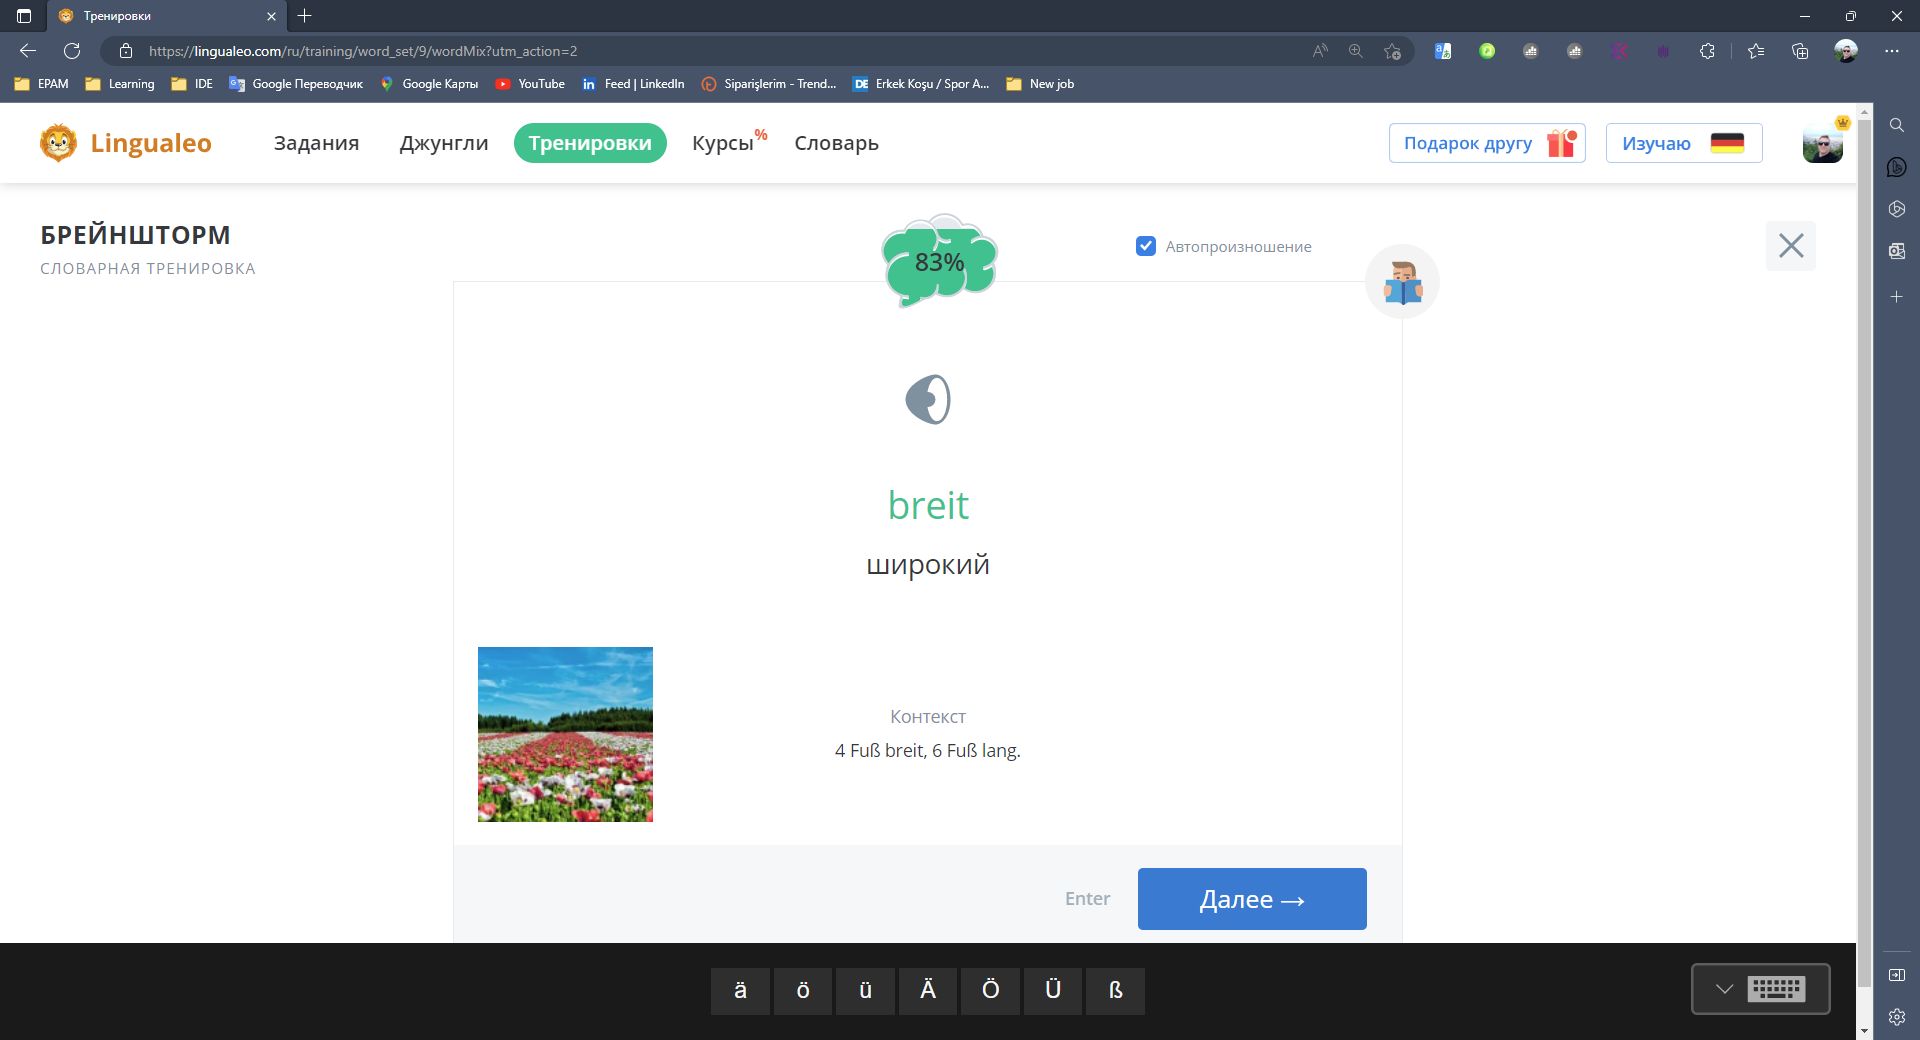 Тренировки
https://lingualeo.com/ru/training/word_set/9/wordMix?utm_action=2
EPAM
Learning
IDE
Google Переводчик
Google Карты
YouTube
Feed | LinkedIn
Siparişlerim - Trend...
Erkek Koşu / Spor A...
New job
Lingualeo
Задания
Джунгли
Тренировки
Курсы%
Словарь
Подарок другу
Изучаю
БРЕЙНШТОРМ
СЛОВАРНАЯ ТРЕНИРОВКА
83%
Автопроизношение
breit
широкий
Контекст
4 Fuß breit, 6 Fuß lang.
Enter
Далее →
ä ö ü Ä Ö Ü ß